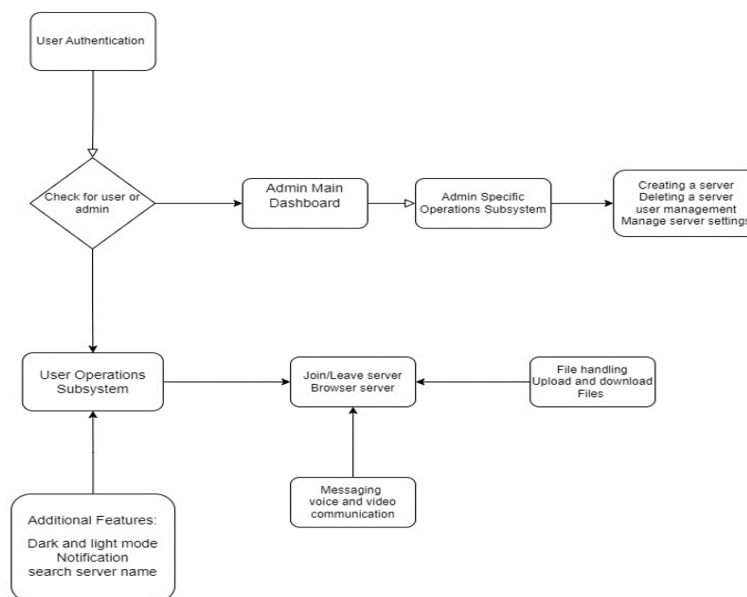 User Authentication
Check for user or
admin
Admin Main
Dashboard
Admin Specific
Operations Subsystem
Creating a server
Deleting a server
user management
Manage server settings
User Operations
Subsystem
Join/Leave server
Browser server
File handling
Upload and download
Files
Messaging
voice and video
communication
Additional Features:
Dark and light mode
Notification
search server name